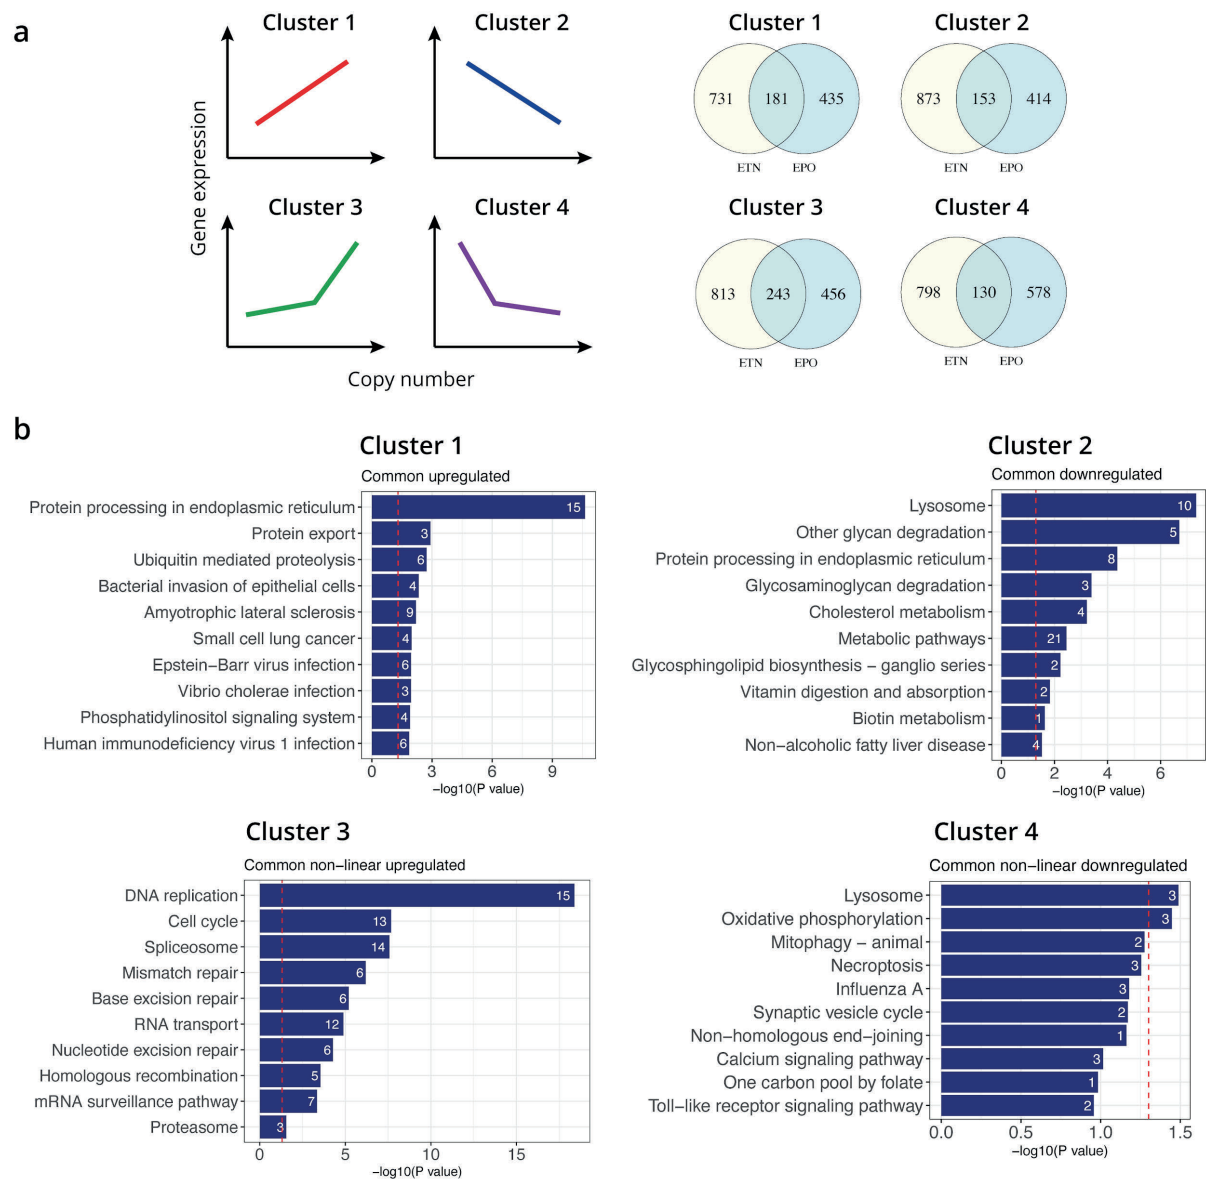 a
Cluster 1
Cluster 2
Cluster 1
Cluster 2
731 181 435
ETN EPO
873 153 414
ETN EPO
Gene expression
Cluster 3
Cluster 4
Cluster 3
Cluster 4
813 243 456
ETN EPO
798 130 578
ETN EPO
Copy number
b
Cluster 1
Common upregulated
Protein processing in endoplasmic reticulum 15
Protein export 3
Ubiquitin mediated proteolysis 6
Bacterial invasion of epithelial cells 4
Amyotrophic lateral sclerosis 9
Small cell lung cancer 4
Epstein−Barr virus infection 6
Vibrio cholerae infection 3
Phosphatidylinositol signaling system 4
Human immunodeficiency virus 1 infection 6
0 3 6 9
−log10(P value)
Cluster 2
Common downregulated
Lysosome 10
Other glycan degradation 5
Protein processing in endoplasmic reticulum 8
Glycosaminoglycan degradation 3
Cholesterol metabolism 4
Metabolic pathways 21
Glycosphingolipid biosynthesis − ganglio series 2
Vitamin digestion and absorption 2
Biotin metabolism 1
Non−alcoholic fatty liver disease 4
0 2 4 6
−log10(P value)
Cluster 3
Common non−linear upregulated
DNA replication 15
Cell cycle 13
Spliceosome 14
Mismatch repair 6
Base excision repair 6
RNA transport 12
Nucleotide excision repair 6
Homologous recombination 5
mRNA surveillance pathway 7
Proteasome 3
0 5 10 15
−log10(P value)
Cluster 4
Common non−linear downregulated
Lysosome 3
Oxidative phosphorylation 3
Mitophagy − animal 2
Necroptosis 3
Influenza A 3
Synaptic vesicle cycle 2
Non−homologous end−joining 1
Calcium signaling pathway 3
One carbon pool by folate 1
Toll−like receptor signaling pathway 2
0.0 0.5 1.0 1.5
−log10(P value)